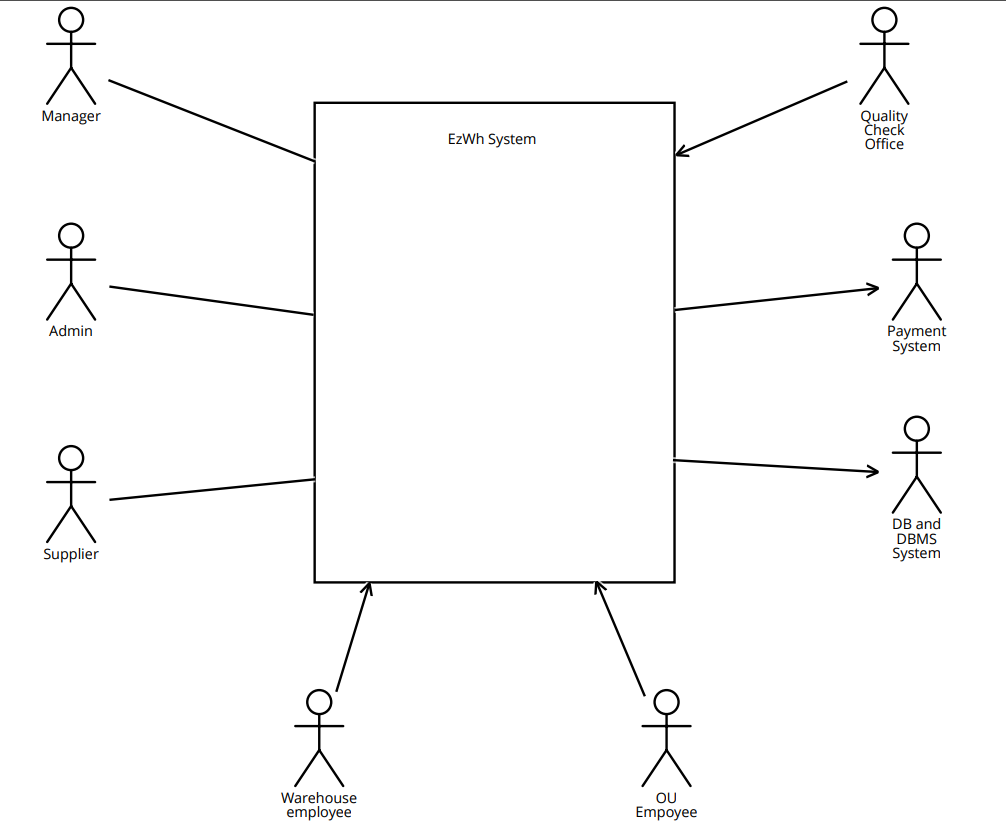 Manager
EzWh System
Quality
Check
Office
Admin
Payment
System
Supplier
DB and
DBMS
System
Warehouse
employee
OU
Empoyee